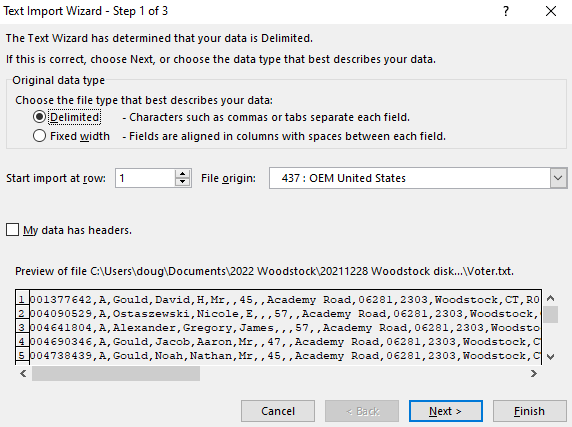 Text Import Wizard - Step 1 of 3
The Text Wizard has determined that your data is Delimited.
If this is correct, choose Next, or choose the data type that best describes your data.
Original data type
Choose the file type that best describes your data:
Delimited - Characters such as commas or tabs separate each field.
Fixed width - Fields are aligned in columns with spaces between each field.
Start import at row: 1 File origin: 437 : OEM United States
My data has headers.
Preview of file C:\Users\doug\Documents\2022 Woodstock\20211228 Woodstock disk...\Voter.txt.
1 001377642,A,Gould,David,H,Mr,,45,,Academy Road,06281,2303,Woodstock,CT,R0
2 004090529,A,Ostaszewski,Nicole,E,,,57,,Academy Road,06281,2303,Woodstock,
3 004641804,A,Alexander,Gregory,James,,,57,,Academy Road,06281,2303,Woodsto
4 004690346,A,Gould,Jacob,Aaron,Mr,,47,,Academy Road,06281,2303,Woodstock,C
5 004738439,A,Gould,Noah,Nathan,Mr,,45,,Academy Road,06281,2303,Woodstock,C
Cancel < Back Next > Finish